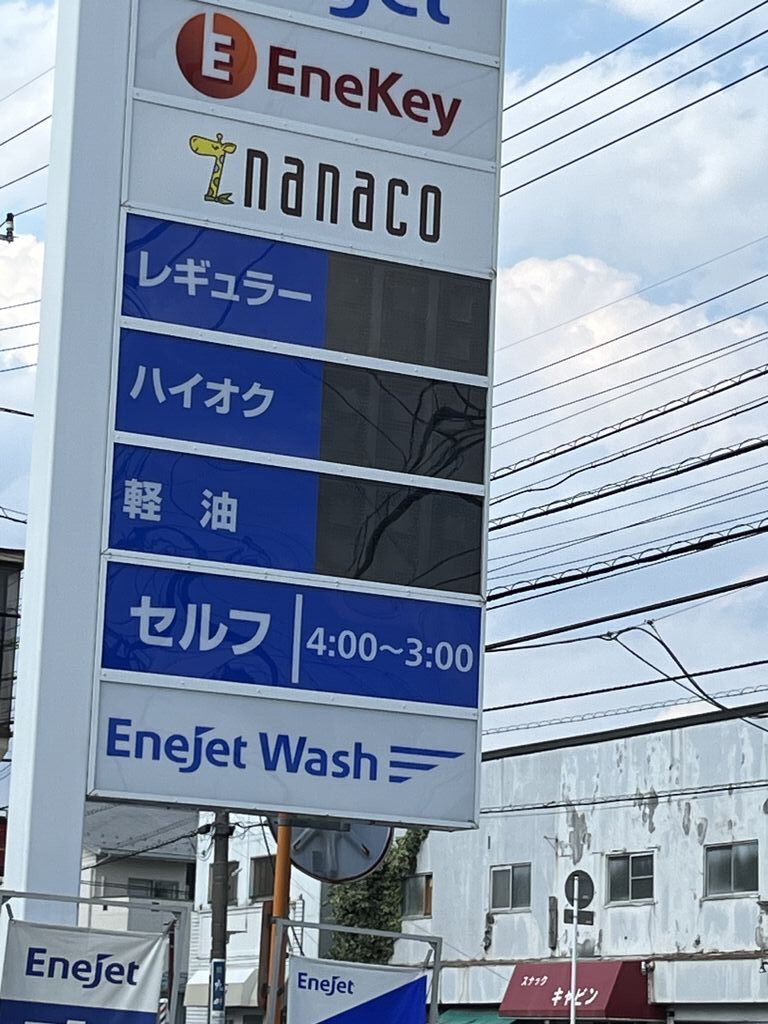 EneJet
EneKey
nanaco
レギュラー
ハイオク
軽 油
セルフ 4:00～3:00
EneJet Wash
EneJet
EneJet
スナック
キャビン